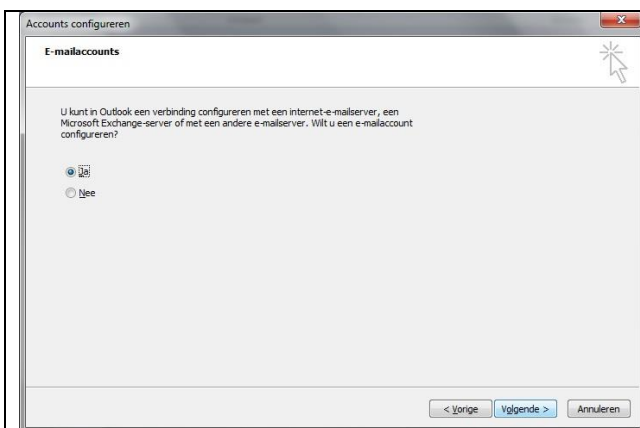 Accounts configureren
E-mailaccounts
U kunt in Outlook een verbinding configureren met een internet-e-mailserver, een
Microsoft Exchange-server of met een andere e-mailserver. Wilt u een e-mailaccount
configureren?
Ja
Nee
< Vorige Volgende > Annuleren